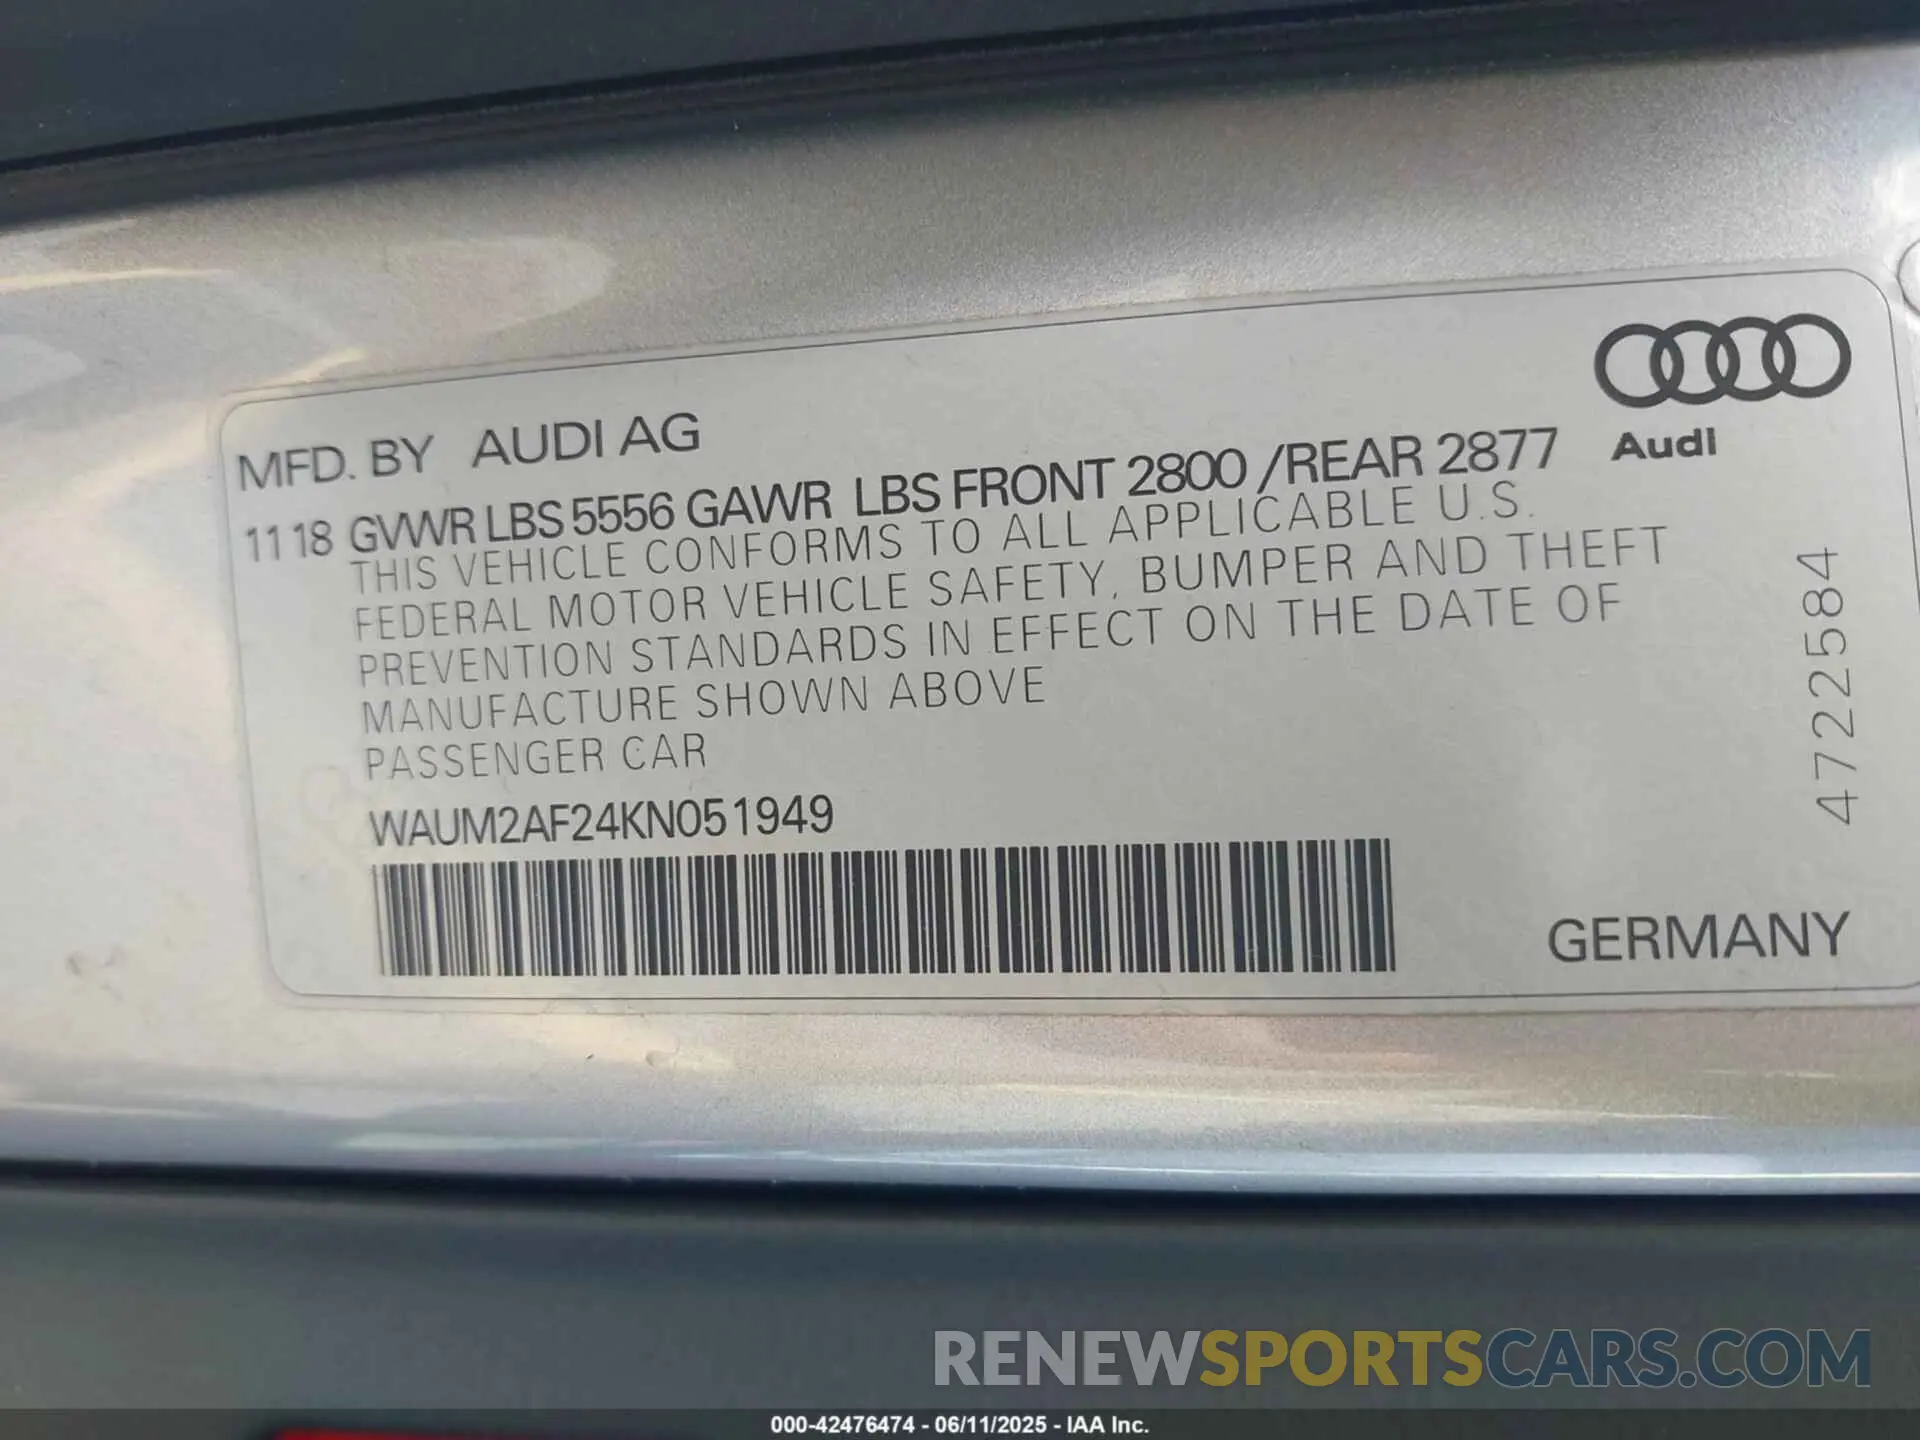 MFD. BY AUDI AG
1118 GVWR LBS 5556 GAWR LBS FRONT 2800 /REAR 2877
Audi
THIS VEHICLE CONFORMS TO ALL APPLICABLE U.S.
FEDERAL MOTOR VEHICLE SAFETY, BUMPER AND THEFT
PREVENTION STANDARDS IN EFFECT ON THE DATE OF
MANUFACTURE SHOWN ABOVE
PASSENGER CAR
WAUM2AF24KN051949
4722584
GERMANY
RENEWSPORTSCARS.COM
000-42476474 - 06/11/2025 - IAA Inc.